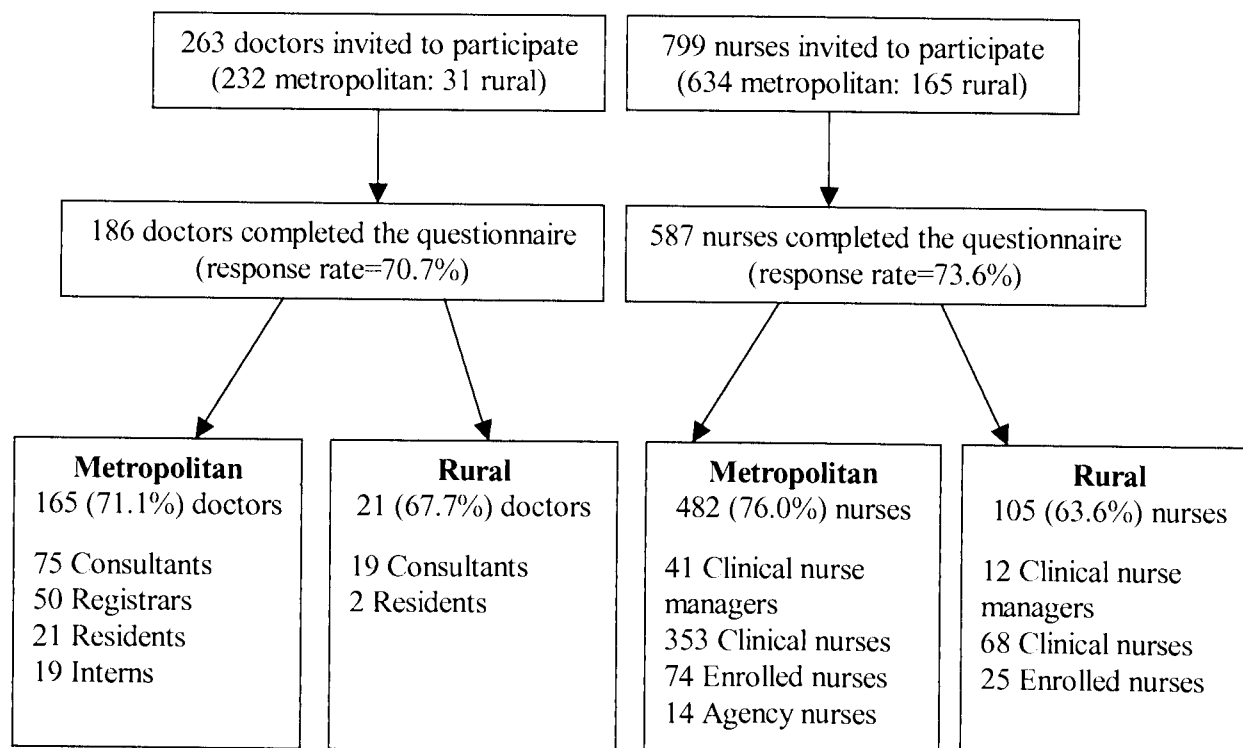 263 doctors invited to participate
(232 metropolitan: 31 rural)
799 nurses invited to participate
(634 metropolitan: 165 rural)
186 doctors completed the questionnaire
(response rate=70.7%)
587 nurses completed the questionnaire
(response rate=73.6%)
Metropolitan
165 (71.1%) doctors
75 Consultants
50 Registrars
21 Residents
19 Interns
Rural
21 (67.7%) doctors
19 Consultants
2 Residents
Metropolitan
482 (76.0%) nurses
41 Clinical nurse
managers
353 Clinical nurses
74 Enrolled nurses
14 Agency nurses
Rural
105 (63.6%) nurses
12 Clinical nurse
managers
68 Clinical nurses
25 Enrolled nurses